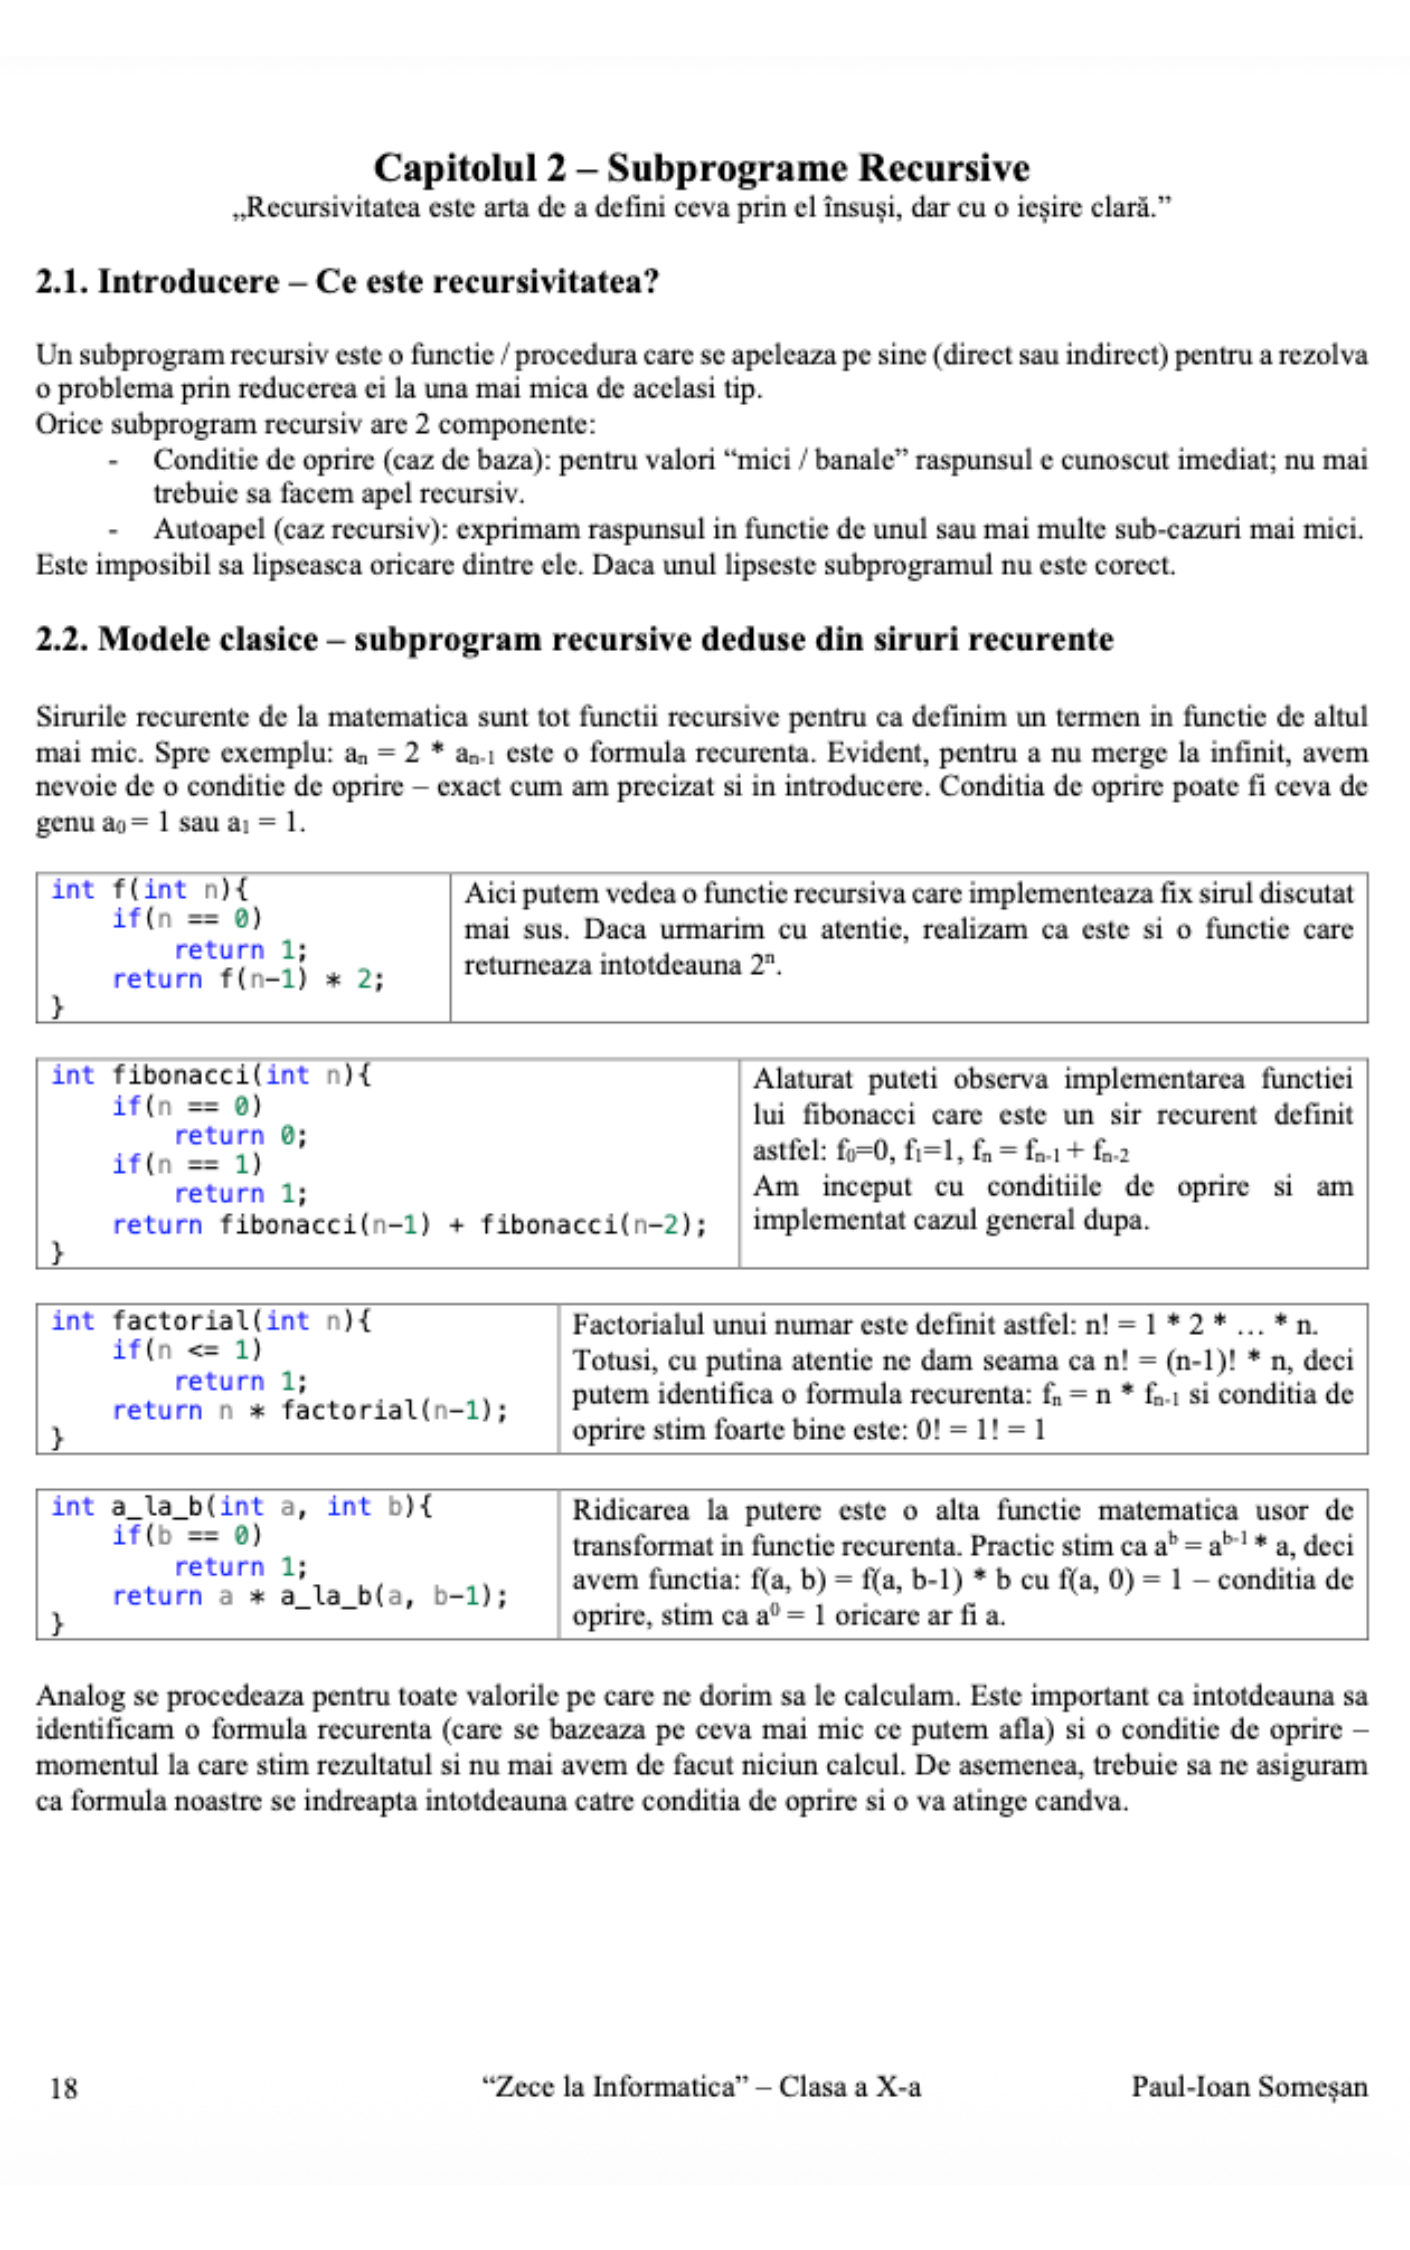 Capitolul 2 – Subprograme Recursive
„Recursivitatea este arta de a defini ceva prin el însuși, dar cu o ieșire clară.”
2.1. Introducere – Ce este recursivitatea?
Un subprogram recursiv este o functie / procedura care se apeleaza pe sine (direct sau indirect) pentru a rezolva
o problema prin reducerea ei la una mai mica de acelasi tip.
Orice subprogram recursiv are 2 componente:
- Conditie de oprire (caz de baza): pentru valori “mici / banale” raspunsul e cunoscut imediat; nu mai
trebuie sa facem apel recursiv.
- Autoapel (caz recursiv): exprimam raspunsul in functie de unul sau mai multe sub-cazuri mai mici.
Este imposibil sa lipseasca oricare dintre ele. Daca unul lipseste subprogramul nu este corect.
2.2. Modele clasice – subprogram recursive deduse din siruri recurente
Sirurile recurente de la matematica sunt tot functii recursive pentru ca definim un termen in functie de altul
mai mic. Spre exemplu: aₙ = 2 * aₙ₋₁ este o formula recurenta. Evident, pentru a nu merge la infinit, avem
nevoie de o conditie de oprire – exact cum am precizat si in introducere. Conditia de oprire poate fi ceva de
genu a₀ = 1 sau a₁ = 1.
int f(int n){
    if(n == 0)
        return 1;
    return f(n-1) * 2;
}
Aici putem vedea o functie recursiva care implementeaza fix sirul discutat
mai sus. Daca urmarim cu atentie, realizam ca este si o functie care
returneaza intotdeauna 2ⁿ.
int fibonacci(int n){
    if(n == 0)
        return 0;
    if(n == 1)
        return 1;
    return fibonacci(n-1) + fibonacci(n-2);
}
Alaturat puteti observa implementarea functiei
lui fibonacci care este un sir recurent definit
astfel: f₀=0, f₁=1, fₙ = fₙ₋₁ + fₙ₋₂
Am inceput cu conditiile de oprire si am
implementat cazul general dupa.
int factorial(int n){
    if(n <= 1)
        return 1;
    return n * factorial(n-1);
}
Factorialul unui numar este definit astfel: n! = 1 * 2 * … * n.
Totusi, cu putina atentie ne dam seama ca n! = (n-1)! * n, deci
putem identifica o formula recurenta: fₙ = n * fₙ₋₁ si conditia de
oprire stim foarte bine este: 0! = 1! = 1
int a_la_b(int a, int b){
    if(b == 0)
        return 1;
    return a * a_la_b(a, b-1);
}
Ridicarea la putere este o alta functie matematica usor de
transformat in functie recurenta. Practic stim ca aᵇ = aᵇ⁻¹ * a, deci
avem functia: f(a, b) = f(a, b-1) * b cu f(a, 0) = 1 – conditia de
oprire, stim ca a⁰ = 1 oricare ar fi a.
Analog se procedeaza pentru toate valorile pe care ne dorim sa le calculam. Este important ca intotdeauna sa
identificam o formula recurenta (care se bazeaza pe ceva mai mic ce putem afla) si o conditie de oprire –
momentul la care stim rezultatul si nu mai avem de facut niciun calcul. De asemenea, trebuie sa ne asiguram
ca formula noastre se indreapta intotdeauna catre conditia de oprire si o va atinge candva.
18 “Zece la Informatica” – Clasa a X-a Paul-Ioan Someșan